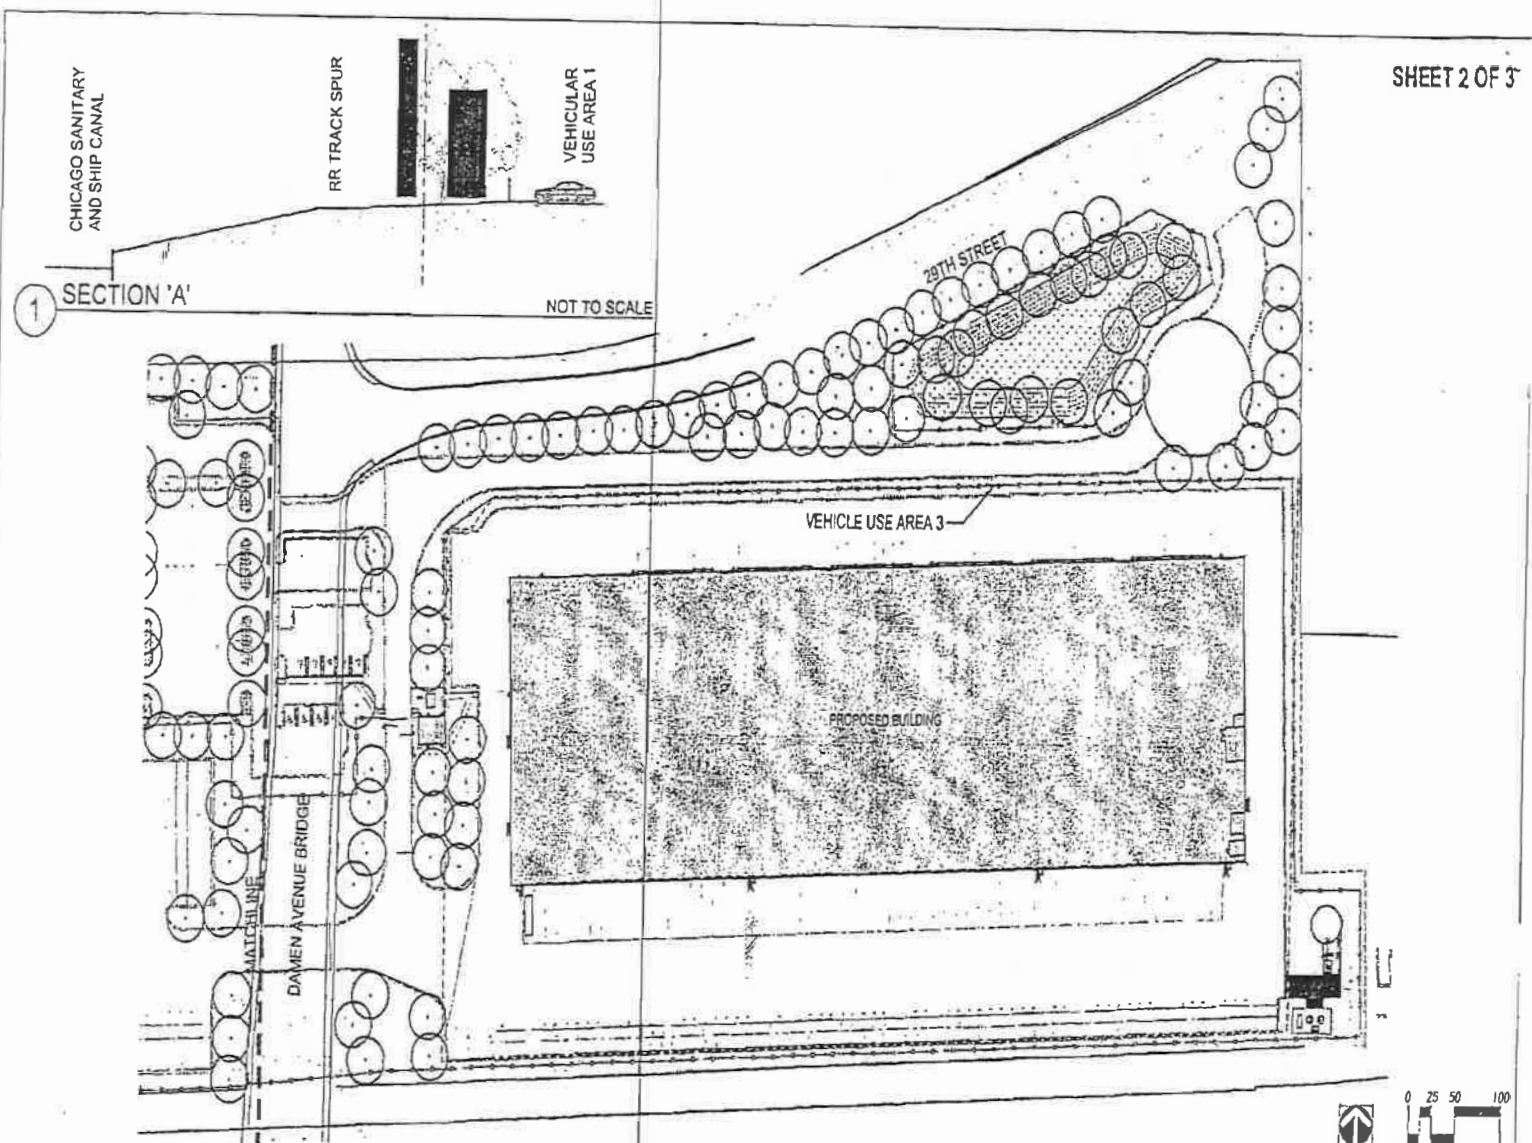 SHEET 2 OF 3
CHICAGO SANITARY
AND SHIP CANAL
RR TRACK SPUR
VEHICULAR
USE AREA 1
1
SECTION 'A'
NOT TO SCALE
29TH STREET
VEHICLE USE AREA 3
PROPOSED BUILDING
MATCHLINE
DAMEN AVENUE BRIDGE
0 25 50 100